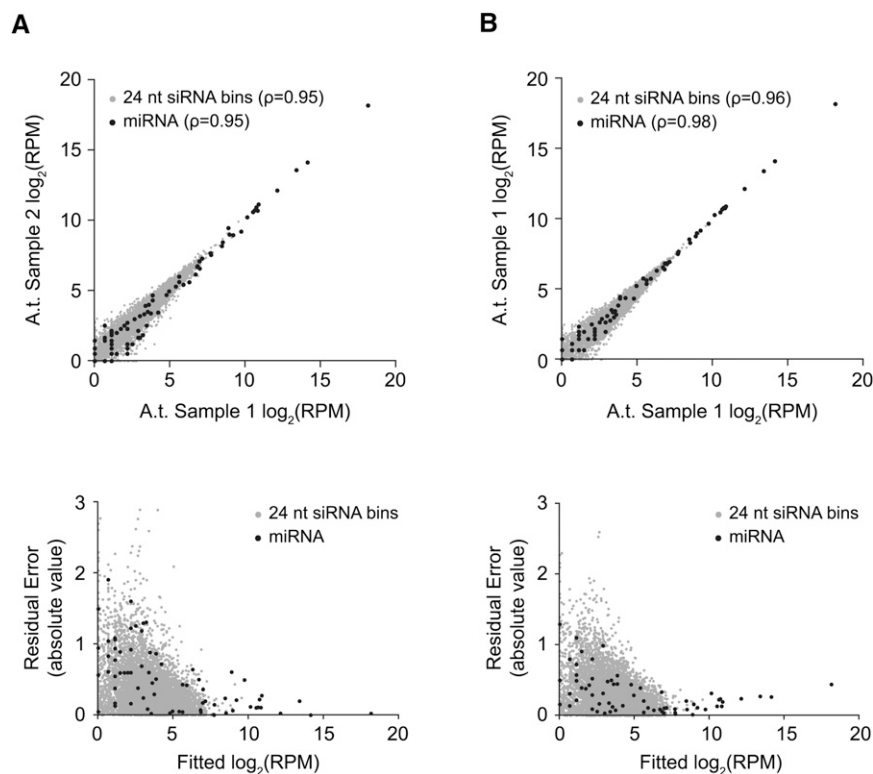 A
20
15
10
5
0
A.t. Sample 2 log2(RPM)
24 nt siRNA bins (ρ=0.95)
miRNA (ρ=0.95)
0 5 10 15 20
A.t. Sample 1 log2(RPM)
3
2
1
0
Residual Error
(absolute value)
24 nt siRNA bins
miRNA
0 5 10 15 20
Fitted log2(RPM)
B
20
15
10
5
0
A.t. Sample 1 log2(RPM)
24 nt siRNA bins (ρ=0.96)
miRNA (ρ=0.98)
0 5 10 15 20
A.t. Sample 1 log2(RPM)
3
2
1
0
Residual Error
(absolute value)
24 nt siRNA bins
miRNA
0 5 10 15 20
Fitted log2(RPM)